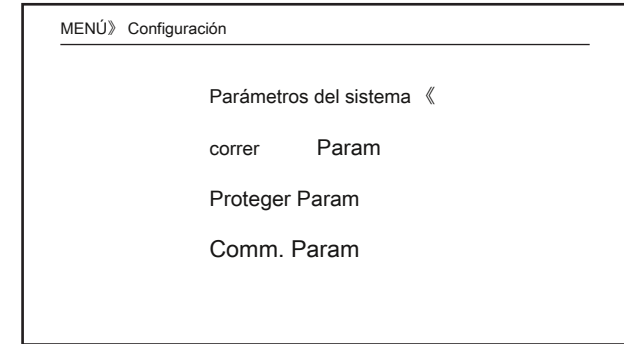 MENÚ》 Configuración
Parámetros del sistema 《
correr Param
Proteger Param
Comm. Param